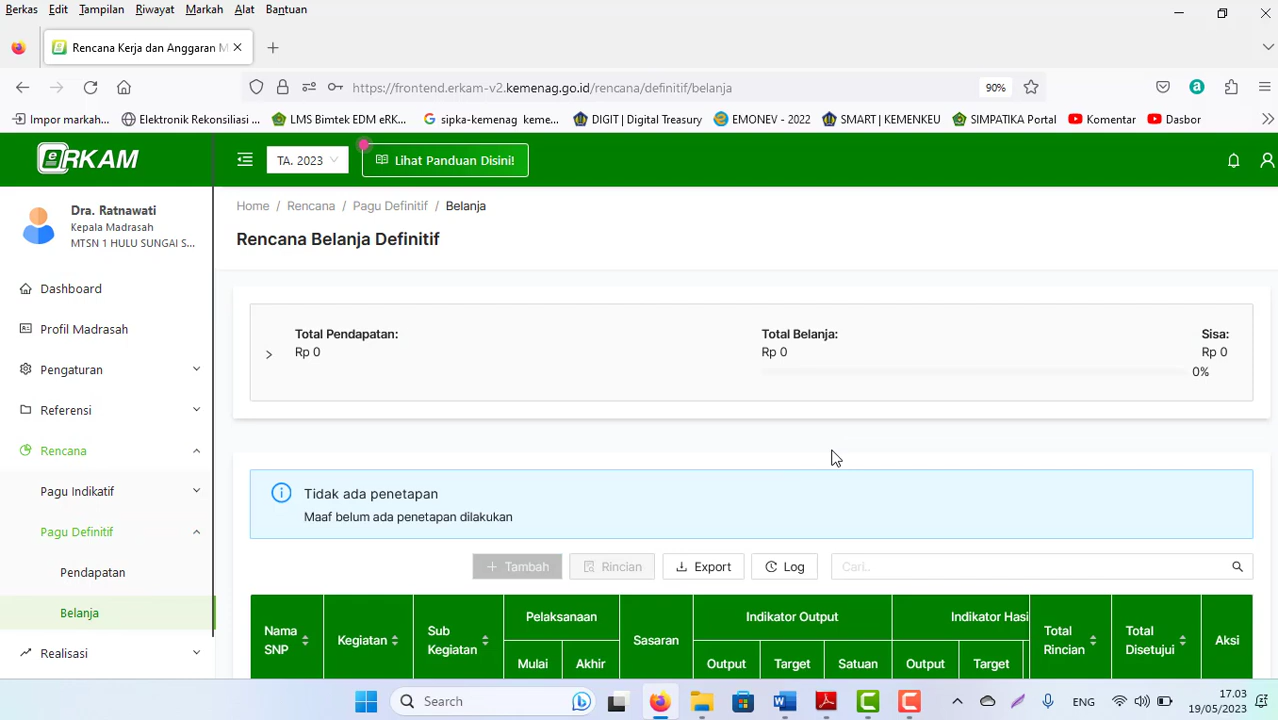 Berkas Edit Tampilan Riwayat Markah Alat Bantuan
Rencana Kerja dan Anggaran M
https://frontend.erkam-v2.kemenag.go.id/rencana/definitif/belanja
90%
Impor markah... Elektronik Rekonsiliasi ... LMS Bimtek EDM eRK... sipka-kemenag keme... DIGIT | Digital Treasury EMONEV - 2022 SMART | KEMENKEU SIMPATIKA Portal Komentar Dasbor
eRKAM
TA. 2023
Lihat Panduan Disini!
Dra. Ratnawati
Kepala Madrasah
MTSN 1 HULU SUNGAI S...
Dashboard
Profil Madrasah
Pengaturan
Referensi
Rencana
Pagu Indikatif
Pagu Definitif
Pendapatan
Belanja
Realisasi
Home / Rencana / Pagu Definitif / Belanja
Rencana Belanja Definitif
Total Pendapatan:
Rp 0
Total Belanja:
Rp 0
Sisa:
Rp 0
0%
Tidak ada penetapan
Maaf belum ada penetapan dilakukan
+ Tambah Rincian Export Log Cari..
Nama SNP
Kegiatan
Sub Kegiatan
Pelaksanaan
Mulai Akhir
Sasaran
Indikator Output
Output Target Satuan
Indikator Hasi
Output Target
Total Rincian
Total Disetujui
Aksi
Search
ENG
17.03
19/05/2023